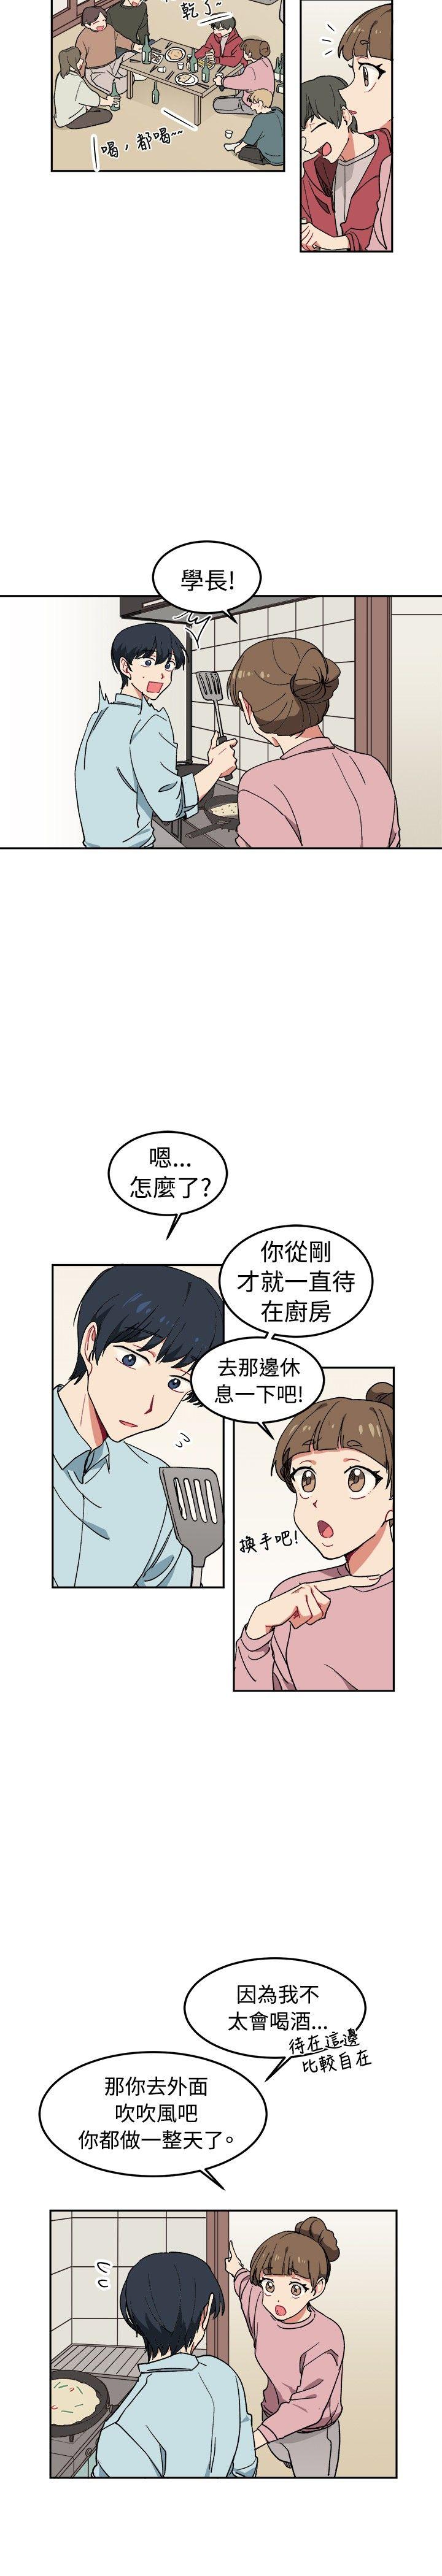 乾了~
喝，都喝~~
學長!
嗯...
怎麼了?
你從剛
才就一直待
在廚房
去那邊休
息一下吧!
換手吧!
因為我不
太會喝酒...
待在這邊
比較自在
那你去外面
吹吹風吧
你都做一整天了。